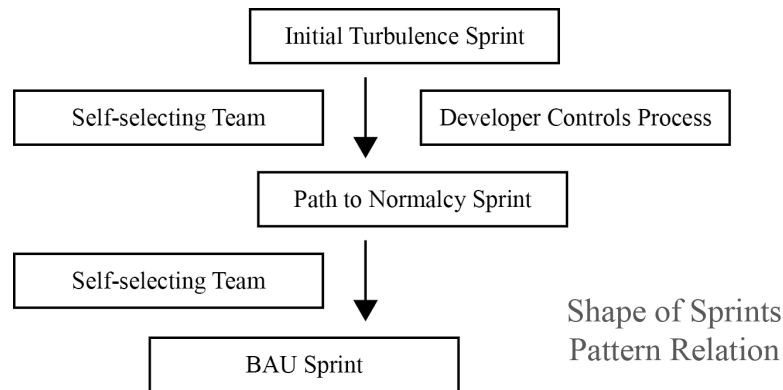 Initial Turbulence Sprint
Self-selecting Team
Developer Controls Process
Path to Normalcy Sprint
Self-selecting Team
BAU Sprint
Shape of Sprints
Pattern Relation